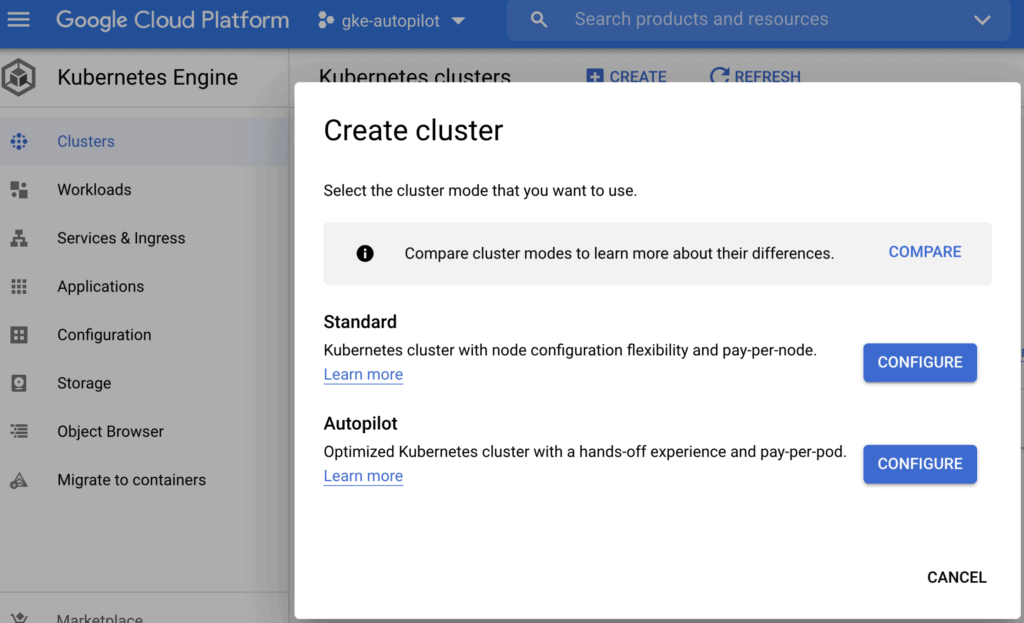 Google Cloud Platform
gke-autopilot
Search products and resources
Kubernetes Engine
Kubernetes clusters
CREATE
REFRESH
Clusters
Workloads
Services & Ingress
Applications
Configuration
Storage
Object Browser
Migrate to containers
Marketplace
Create cluster
Select the cluster mode that you want to use.
Compare cluster modes to learn more about their differences.
COMPARE
Standard
Kubernetes cluster with node configuration flexibility and pay-per-node.
Learn more
CONFIGURE
Autopilot
Optimized Kubernetes cluster with a hands-off experience and pay-per-pod.
Learn more
CONFIGURE
CANCEL